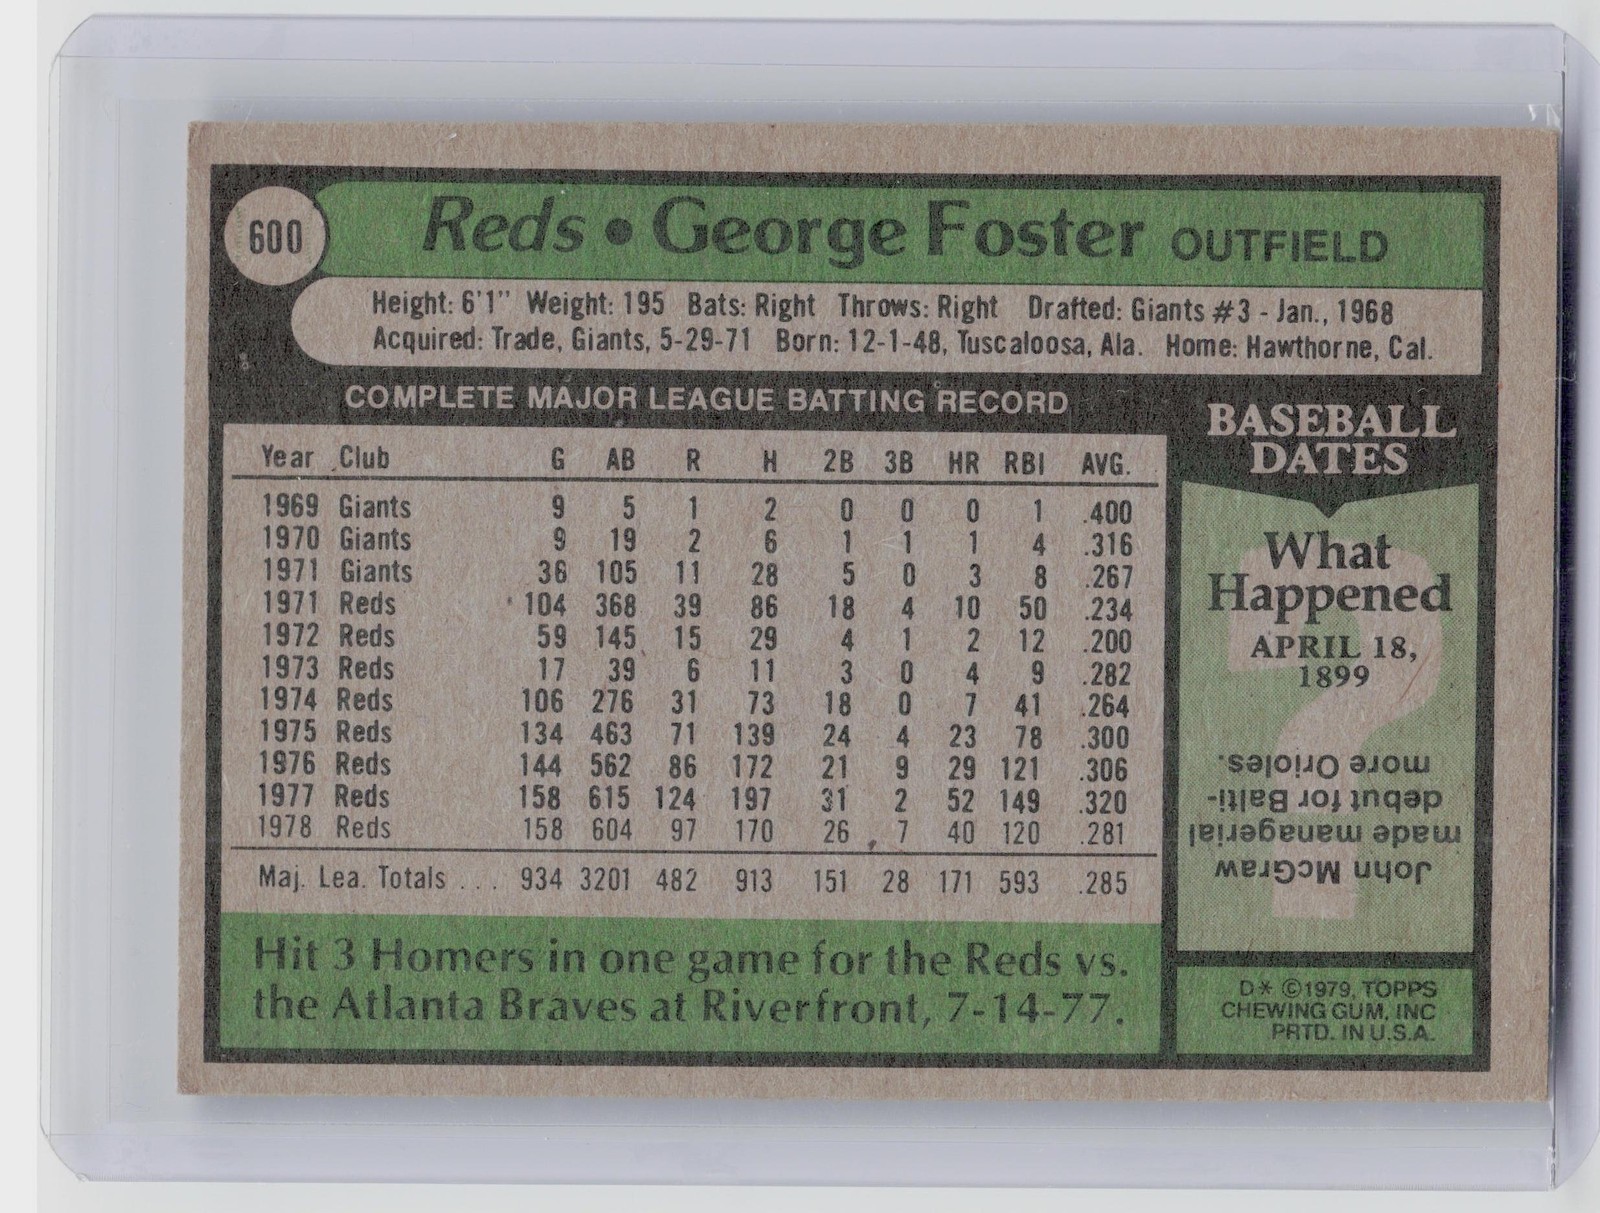 600
Reds • George Foster OUTFIELD
Height: 6'1" Weight: 195 Bats: Right Throws: Right Drafted: Giants #3 - Jan., 1968
Acquired: Trade, Giants, 5-29-71 Born: 12-1-48, Tuscaloosa, Ala. Home: Hawthorne, Cal.
COMPLETE MAJOR LEAGUE BATTING RECORD
Year Club G AB R H 2B 3B HR RBI AVG.
1969 Giants 9 5 1 2 0 0 0 1 .400
1970 Giants 9 19 2 6 1 1 1 4 .316
1971 Giants 36 105 11 28 5 0 3 8 .267
1971 Reds 104 368 39 86 18 4 10 50 .234
1972 Reds 59 145 15 29 4 1 2 12 .200
1973 Reds 17 39 6 11 3 0 4 9 .282
1974 Reds 106 276 31 73 18 0 7 41 .264
1975 Reds 134 463 71 139 24 4 23 78 .300
1976 Reds 144 562 86 172 21 9 29 121 .306
1977 Reds 158 615 124 197 31 2 52 149 .320
1978 Reds 158 604 97 170 26 7 40 120 .281
Maj. Lea. Totals ... 934 3201 482 913 151 28 171 593 .285
Hit 3 Homers in one game for the Reds vs.
the Atlanta Braves at Riverfront, 7-14-77.
BASEBALL
DATES
What
Happened
APRIL 18,
1899
John McGraw
made managerial
debut for Balti-
more Orioles.
D* ©1979, TOPPS
CHEWING GUM, INC
PRTD. IN U.S.A.